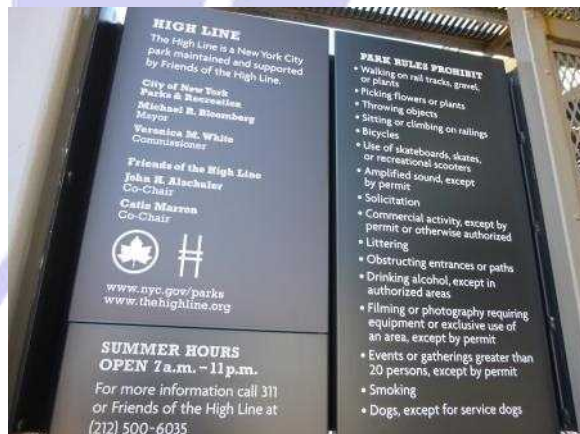 HIGH LINE
The High Line is a New York City
park maintained and supported
by Friends of the High Line.
City of New York
Parks & Recreation
Michael R. Bloomberg
Mayor
Veronica M. White
Commissioner
Friends of the High Line
John H. Alschuler
Co-Chair
Catie Marron
Co-Chair
www.nyc.gov/parks
www.thehighline.org
SUMMER HOURS
OPEN 7a.m. – 11p.m.
For more information call 311
or Friends of the High Line at
(212) 500-6035
PARK RULES PROHIBIT
• Walking on rail tracks, gravel,
or plants
• Picking flowers or plants
• Throwing objects
• Sitting or climbing on railings
• Bicycles
• Use of skateboards, skates,
or recreational scooters
• Amplified sound, except
by permit
• Solicitation
• Commercial activity, except by
permit or otherwise authorized
• Littering
• Obstructing entrances or paths
• Drinking alcohol, except in
authorized areas
• Filming or photography requiring
equipment or exclusive use of
an area, except by permit
• Events or gatherings greater than
20 persons, except by permit
• Smoking
• Dogs, except for service dogs